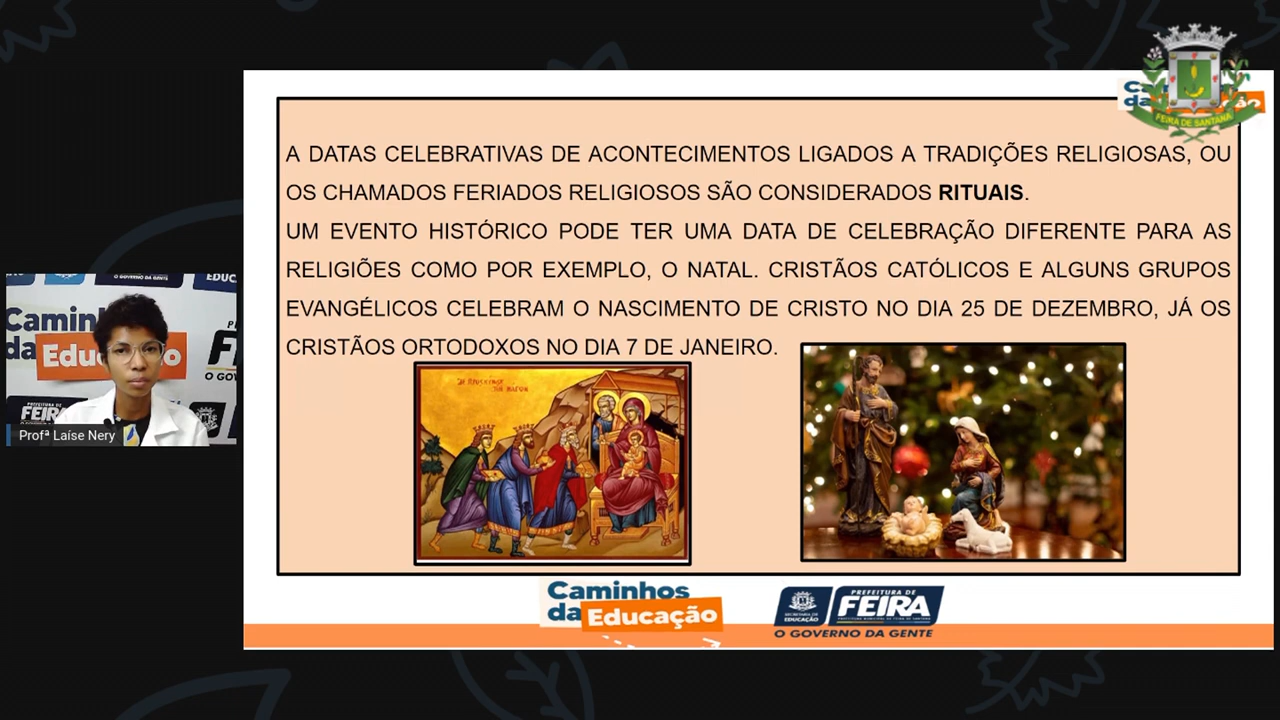 FEIRA DE SANTANA
A DATAS CELEBRATIVAS DE ACONTECIMENTOS LIGADOS A TRADIÇÕES RELIGIOSAS, OU
OS CHAMADOS FERIADOS RELIGIOSOS SÃO CONSIDERADOS RITUAIS.
UM EVENTO HISTÓRICO PODE TER UMA DATA DE CELEBRAÇÃO DIFERENTE PARA AS
RELIGIÕES COMO POR EXEMPLO, O NATAL. CRISTÃOS CATÓLICOS E ALGUNS GRUPOS
EVANGÉLICOS CELEBRAM O NASCIMENTO DE CRISTO NO DIA 25 DE DEZEMBRO, JÁ OS
CRISTÃOS ORTODOXOS NO DIA 7 DE JANEIRO.
Profª Laíse Nery
Caminhos
da Educação
SECRETARIA DE
EDUCAÇÃO
PREFEITURA DE
FEIRA
O GOVERNO DA GENTE